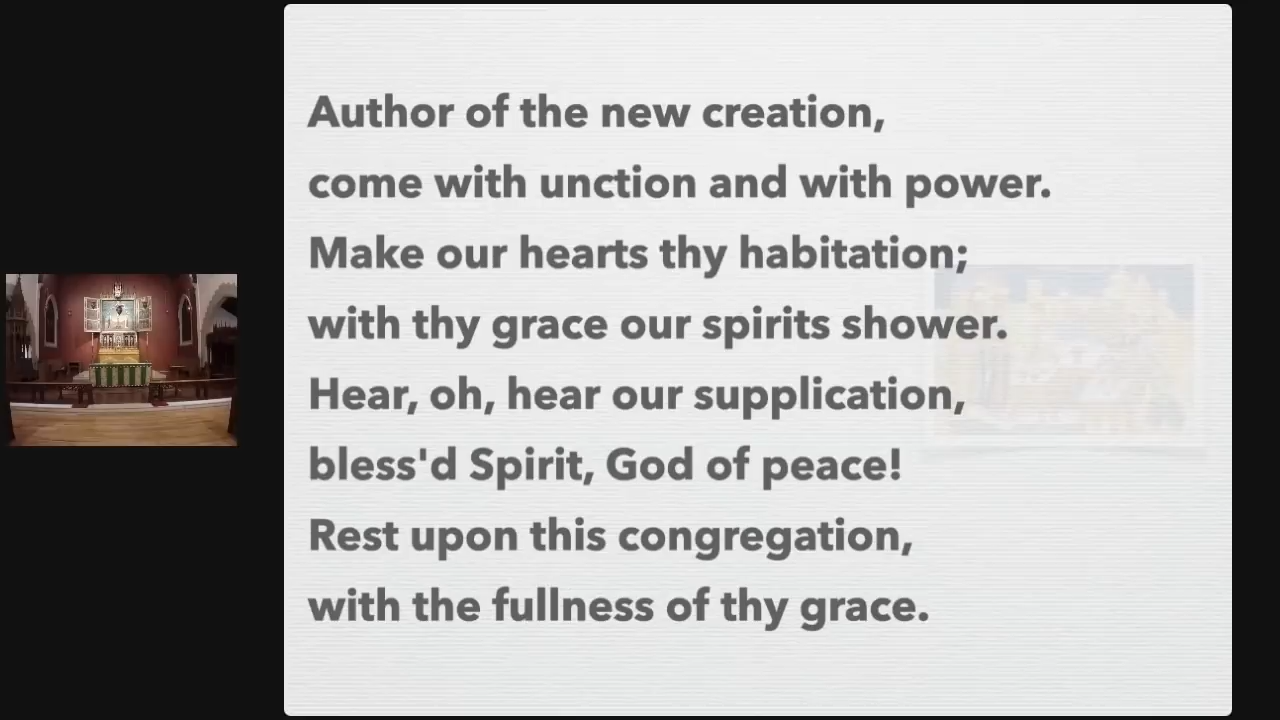 Author of the new creation,
come with unction and with power.
Make our hearts thy habitation;
with thy grace our spirits shower.
Hear, oh, hear our supplication,
bless'd Spirit, God of peace!
Rest upon this congregation,
with the fullness of thy grace.